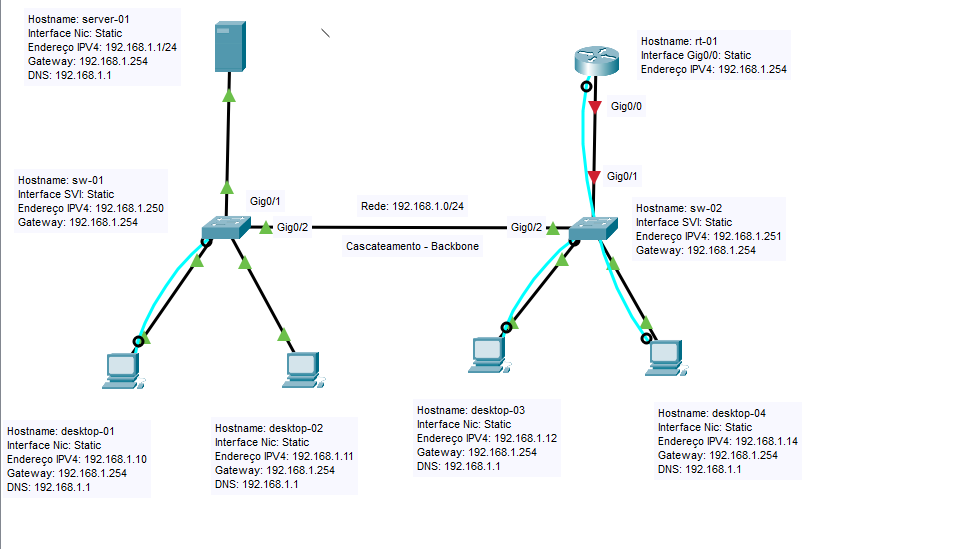 Hostname: server-01
Interface Nic: Static
Endereço IPV4: 192.168.1.1/24
Gateway: 192.168.1.254
DNS: 192.168.1.1
Hostname: rt-01
Interface Gig0/0: Static
Endereço IPV4: 192.168.1.254
Gig0/0
Gig0/1
Hostname: sw-01
Interface SVI: Static
Endereço IPV4: 192.168.1.250
Gateway: 192.168.1.254
Gig0/1
Gig0/2
Rede: 192.168.1.0/24
Cascateamento - Backbone
Gig0/2
Hostname: sw-02
Interface SVI: Static
Endereço IPV4: 192.168.1.251
Gateway: 192.168.1.254
Hostname: desktop-01
Interface Nic: Static
Endereço IPV4: 192.168.1.10
Gateway: 192.168.1.254
DNS: 192.168.1.1
Hostname: desktop-02
Interface Nic: Static
Endereço IPV4: 192.168.1.11
Gateway: 192.168.1.254
DNS: 192.168.1.1
Hostname: desktop-03
Interface Nic: Static
Endereço IPV4: 192.168.1.12
Gateway: 192.168.1.254
DNS: 192.168.1.1
Hostname: desktop-04
Interface Nic: Static
Endereço IPV4: 192.168.1.14
Gateway: 192.168.1.254
DNS: 192.168.1.1